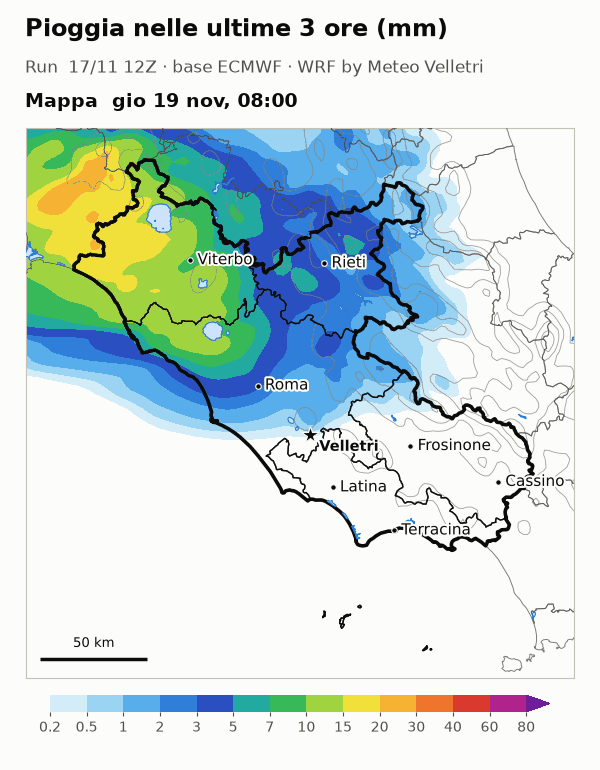 Pioggia nelle ultime 3 ore (mm)
Run  17/11 12Z · base ECMWF · WRF by Meteo Velletri
Mappa  gio 19 nov, 08:00
Viterbo
Rieti
Roma
Velletri
Frosinone
Cassino
Latina
Terracina
50 km
0.2 0.5 1 2 3 5 7 10 15 20 30 40 60 80